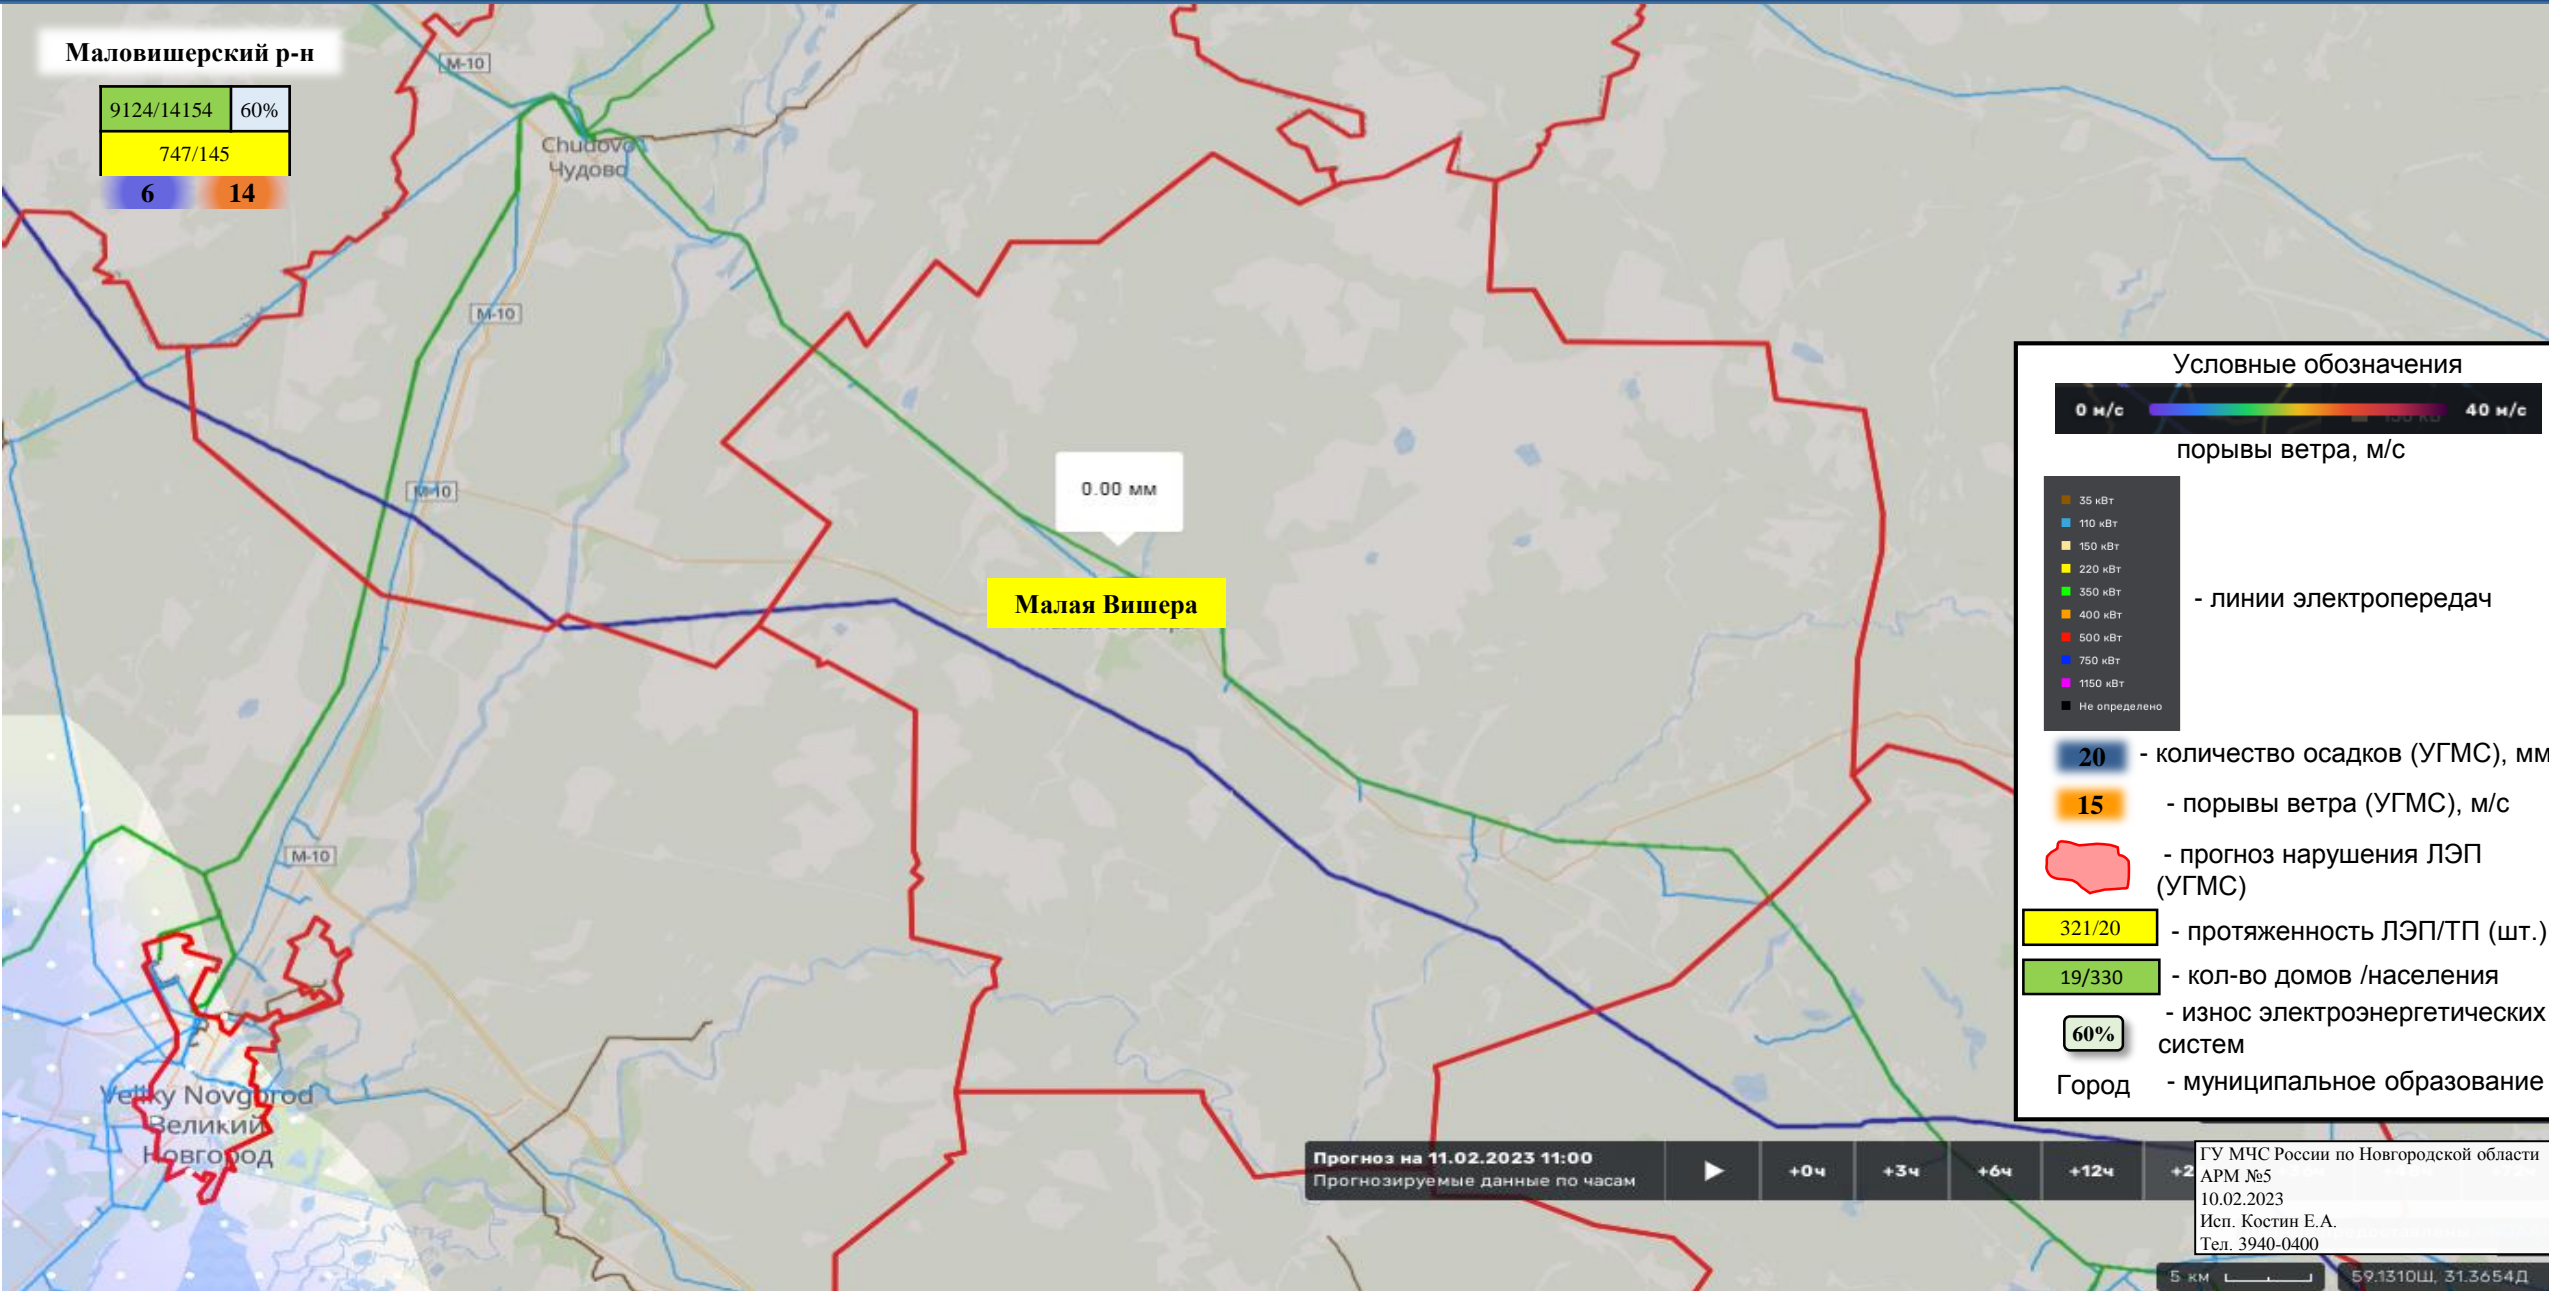 Маловишерский р-н
9124/14154 60%
747/145
6 14
M-10
Chudovo
Чудово
M-10
M-10
0.00 мм
Малая Вишера
M-10
Veliky Novgorod
Великий
Новгород
Условные обозначения
0 м/с 40 м/с
порывы ветра, м/с
35 кВт
110 кВт
150 кВт
220 кВт
350 кВт
400 кВт
500 кВт
750 кВт
1150 кВт
Не определено
- линии электропередач
20 - количество осадков (УГМС), мм
15 - порывы ветра (УГМС), м/с
- прогноз нарушения ЛЭП
(УГМС)
321/20 - протяженность ЛЭП/ТП (шт.)
19/330 - кол-во домов /населения
60% - износ электроэнергетических
систем
Город - муниципальное образование
Прогноз на 11.02.2023 11:00
Прогнозируемые данные по часам
+0ч +3ч +6ч +12ч +2
ГУ МЧС России по Новгородской области
АРМ №5
10.02.2023
Исп. Костин Е.А.
Тел. 3940-0400
5 км
59.1310Ш, 31.3654Д